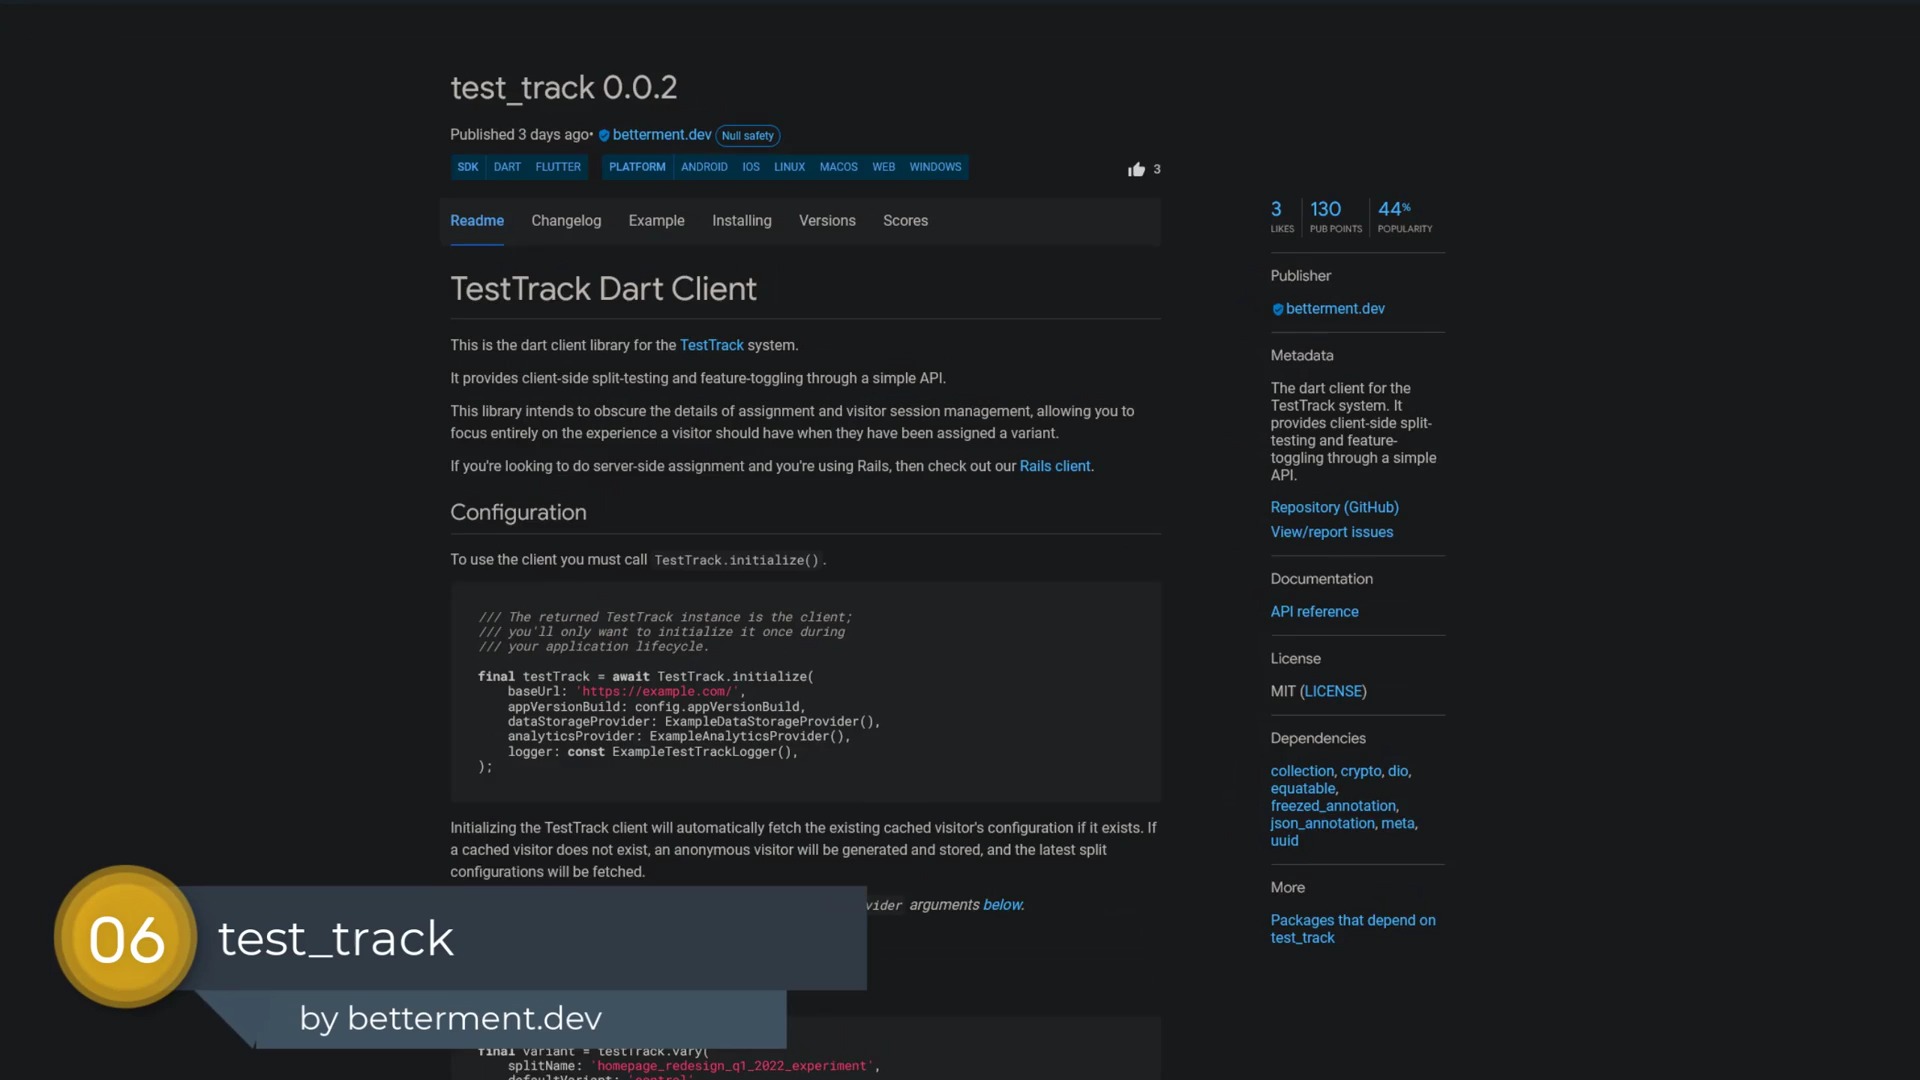 test_track 0.0.2
Published 3 days ago• betterment.dev Null safety
SDK DART FLUTTER PLATFORM ANDROID IOS LINUX MACOS WEB WINDOWS
3
Readme Changelog Example Installing Versions Scores
TestTrack Dart Client
This is the dart client library for the TestTrack system.
It provides client-side split-testing and feature-toggling through a simple API.
This library intends to obscure the details of assignment and visitor session management, allowing you to
focus entirely on the experience a visitor should have when they have been assigned a variant.
If you're looking to do server-side assignment and you're using Rails, then check out our Rails client.
Configuration
To use the client you must call TestTrack.initialize() .
/// The returned TestTrack instance is the client;
/// you'll only want to initialize it once during
/// your application lifecycle.
final testTrack = await TestTrack.initialize(
baseUrl: 'https://example.com/',
appVersionBuild: config.appVersionBuild,
dataStorageProvider: ExampleDataStorageProvider(),
analyticsProvider: ExampleAnalyticsProvider(),
logger: const ExampleTestTrackLogger(),
);
Initializing the TestTrack client will automatically fetch the existing cached visitor's configuration if it exists. If
a cached visitor does not exist, an anonymous visitor will be generated and stored, and the latest split
configurations will be fetched.
vider arguments below.
final variant = testTrack.vary(
splitName: 'homepage_redesign_q1_2022_experiment',
3 130 44%
LIKES PUB POINTS POPULARITY
Publisher
betterment.dev
Metadata
The dart client for the
TestTrack system. It
provides client-side split-
testing and feature-
toggling through a simple
API.
Repository (GitHub)
View/report issues
Documentation
API reference
License
MIT (LICENSE)
Dependencies
collection, crypto, dio,
equatable,
freezed_annotation,
json_annotation, meta,
uuid
More
Packages that depend on
test_track
06
test_track
by betterment.dev